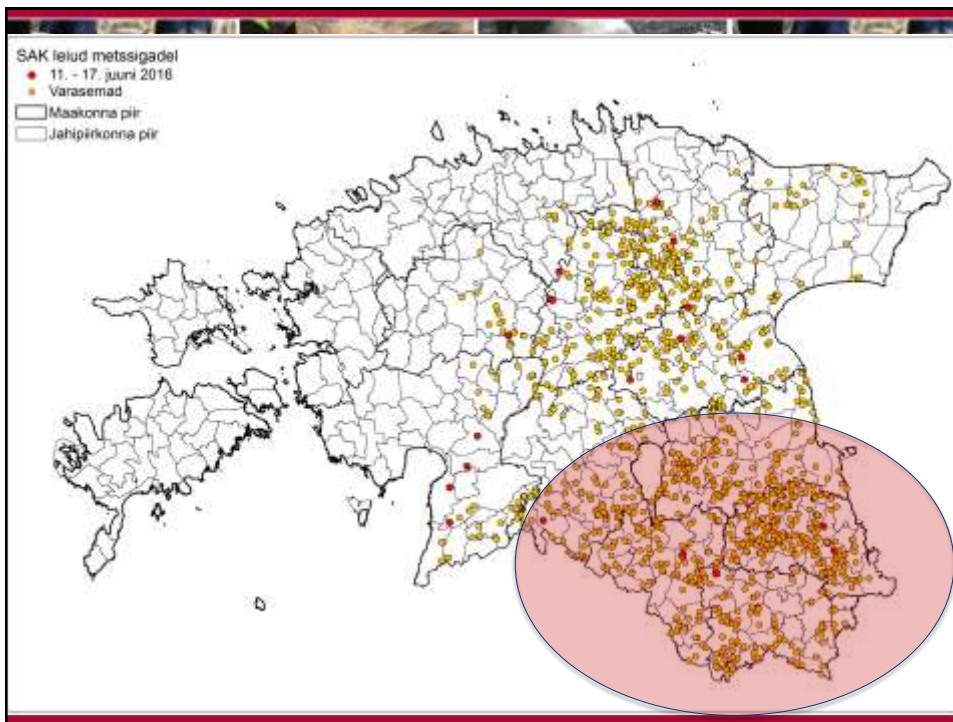 SAK leiud metssigadel
11. - 17. juuni 2016
Varasemad
Maakonna piir
Jahipiirkonna piir